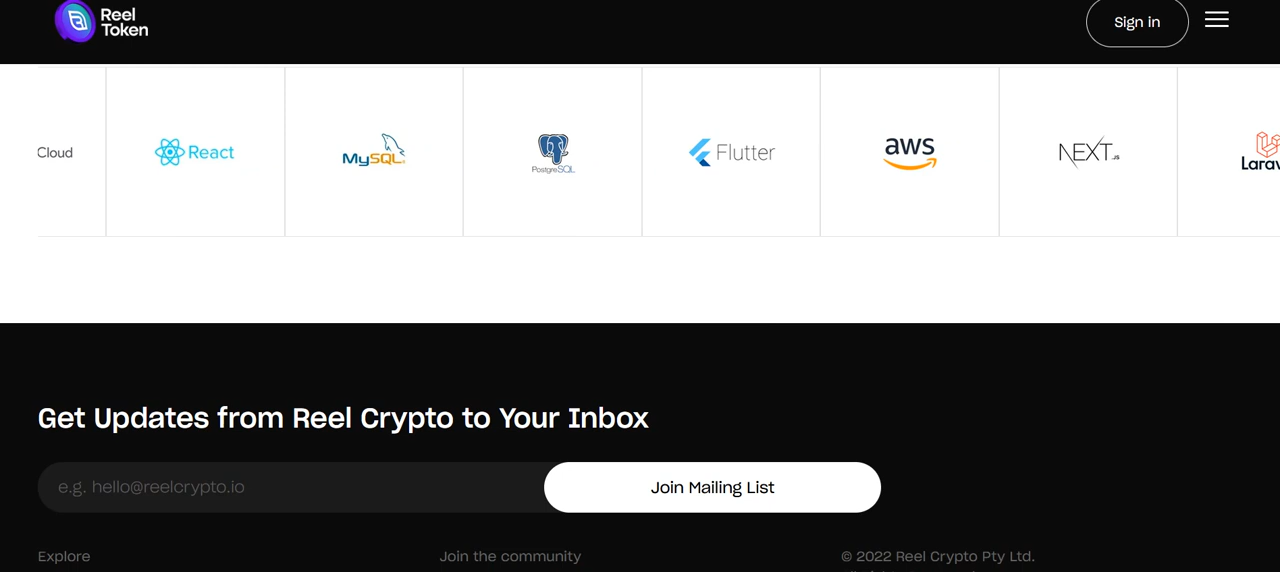 Reel
Token
Sign in
Cloud
React
MySQL
PostgreSQL
Flutter
aws
NEXT.JS
Get Updates from Reel Crypto to Your Inbox
e.g. hello@reelcrypto.io
Join Mailing List
Explore
Join the community
© 2022 Reel Crypto Pty Ltd.